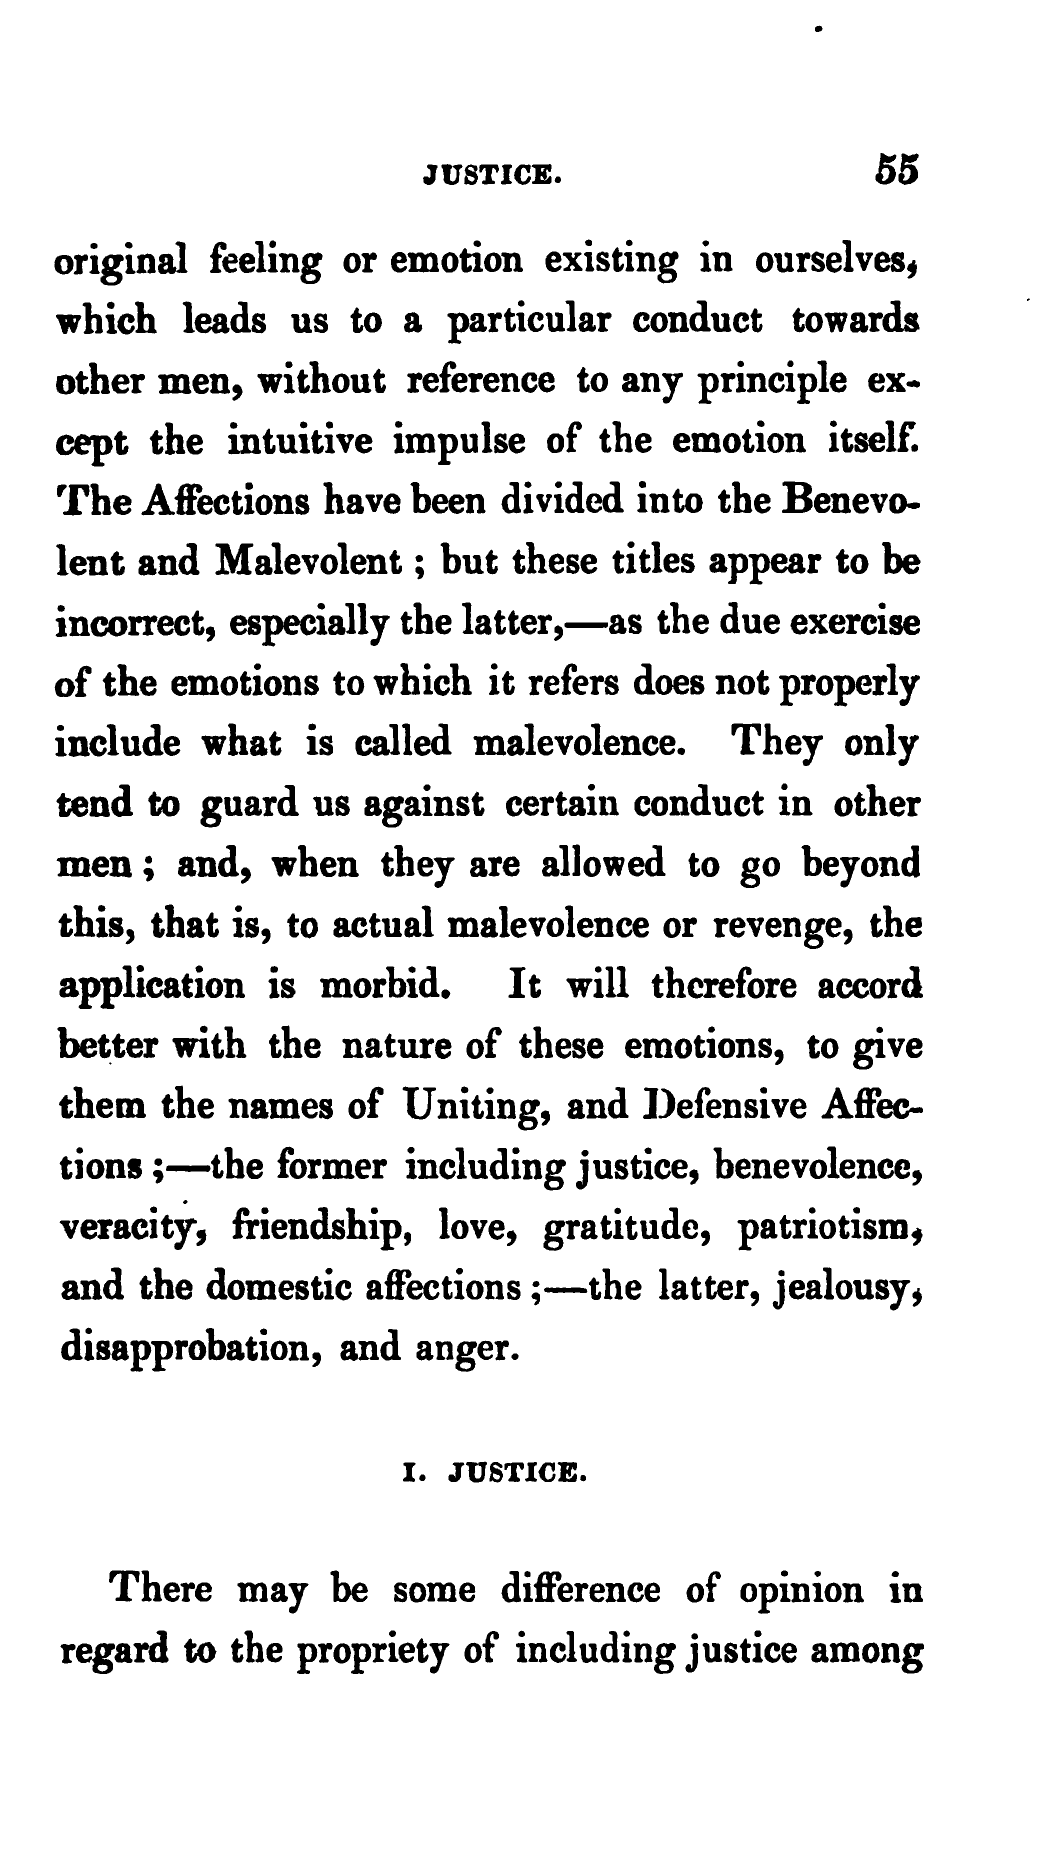 JUSTICE. 55
original feeling or emotion existing in ourselves,
which leads us to a particular conduct towards
other men, without reference to any principle ex-
cept the intuitive impulse of the emotion itself.
The Affections have been divided into the Benevo-
lent and Malevolent ; but these titles appear to be
incorrect, especially the latter,—as the due exercise
of the emotions to which it refers does not properly
include what is called malevolence. They only
tend to guard us against certain conduct in other
men ; and, when they are allowed to go beyond
this, that is, to actual malevolence or revenge, the
application is morbid. It will therefore accord
better with the nature of these emotions, to give
them the names of Uniting, and Defensive Affec-
tions ;—the former including justice, benevolence,
veracity, friendship, love, gratitude, patriotism,
and the domestic affections ;—the latter, jealousy,
disapprobation, and anger.
I. JUSTICE.
There may be some difference of opinion in
regard to the propriety of including justice among